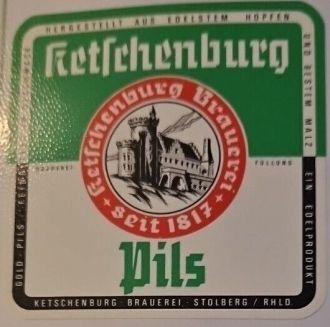 HERGESTELLT AUS EDELSTEM HOPFEN
UND BESTEM MALZ
Ketschenburg
Ketschenburg Brauerei
seit 1817
FÜLLUNG
Pils
GOLD · PILS
EIN EDELPRODUKT
KETSCHENBURG · BRAUEREI · STOLBERG / RHLD